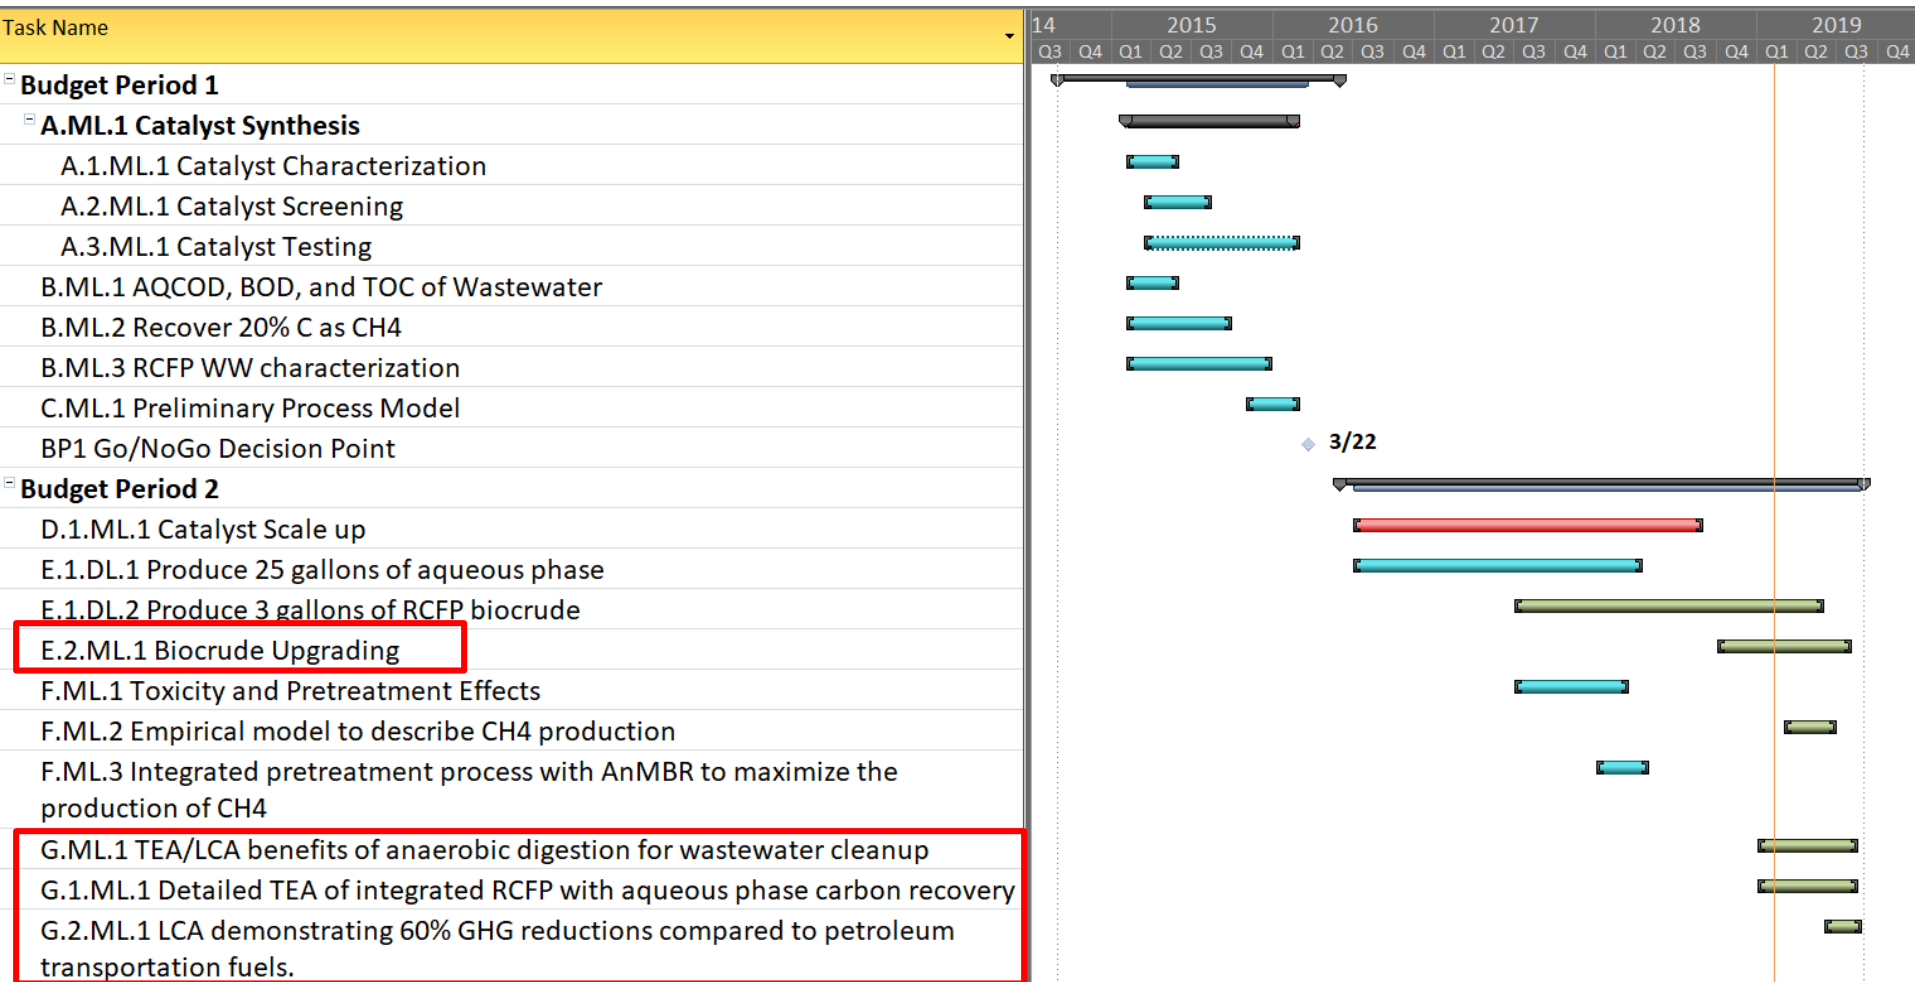 Task Name
14 2015 2016 2017 2018 2019
Q3 Q4 Q1 Q2 Q3 Q4 Q1 Q2 Q3 Q4 Q1 Q2 Q3 Q4 Q1 Q2 Q3 Q4 Q1 Q2 Q3 Q4
Budget Period 1
A.ML.1 Catalyst Synthesis
A.1.ML.1 Catalyst Characterization
A.2.ML.1 Catalyst Screening
A.3.ML.1 Catalyst Testing
B.ML.1 AQCOD, BOD, and TOC of Wastewater
B.ML.2 Recover 20% C as CH4
B.ML.3 RCFP WW characterization
C.ML.1 Preliminary Process Model
BP1 Go/NoGo Decision Point
3/22
Budget Period 2
D.1.ML.1 Catalyst Scale up
E.1.DL.1 Produce 25 gallons of aqueous phase
E.1.DL.2 Produce 3 gallons of RCFP biocrude
E.2.ML.1 Biocrude Upgrading
F.ML.1 Toxicity and Pretreatment Effects
F.ML.2 Empirical model to describe CH4 production
F.ML.3 Integrated pretreatment process with AnMBR to maximize the
production of CH4
G.ML.1 TEA/LCA benefits of anaerobic digestion for wastewater cleanup
G.1.ML.1 Detailed TEA of integrated RCFP with aqueous phase carbon recovery
G.2.ML.1 LCA demonstrating 60% GHG reductions compared to petroleum
transportation fuels.